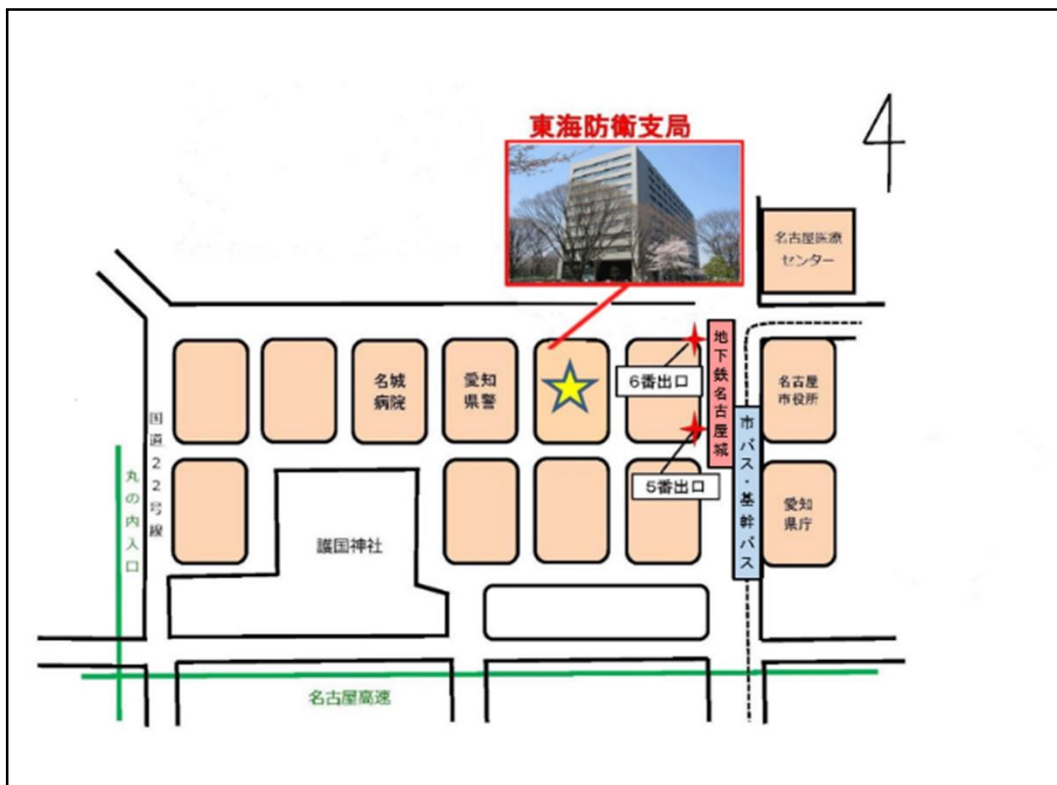 東海防衛支局
名古屋医療
センター
名城
病院
愛知
県警
6番出口
地下鉄名古屋城
名古屋
市役所
国道22号線
丸の内入口
5番出口
市バス・基幹バス
愛知
県庁
護国神社
名古屋高速